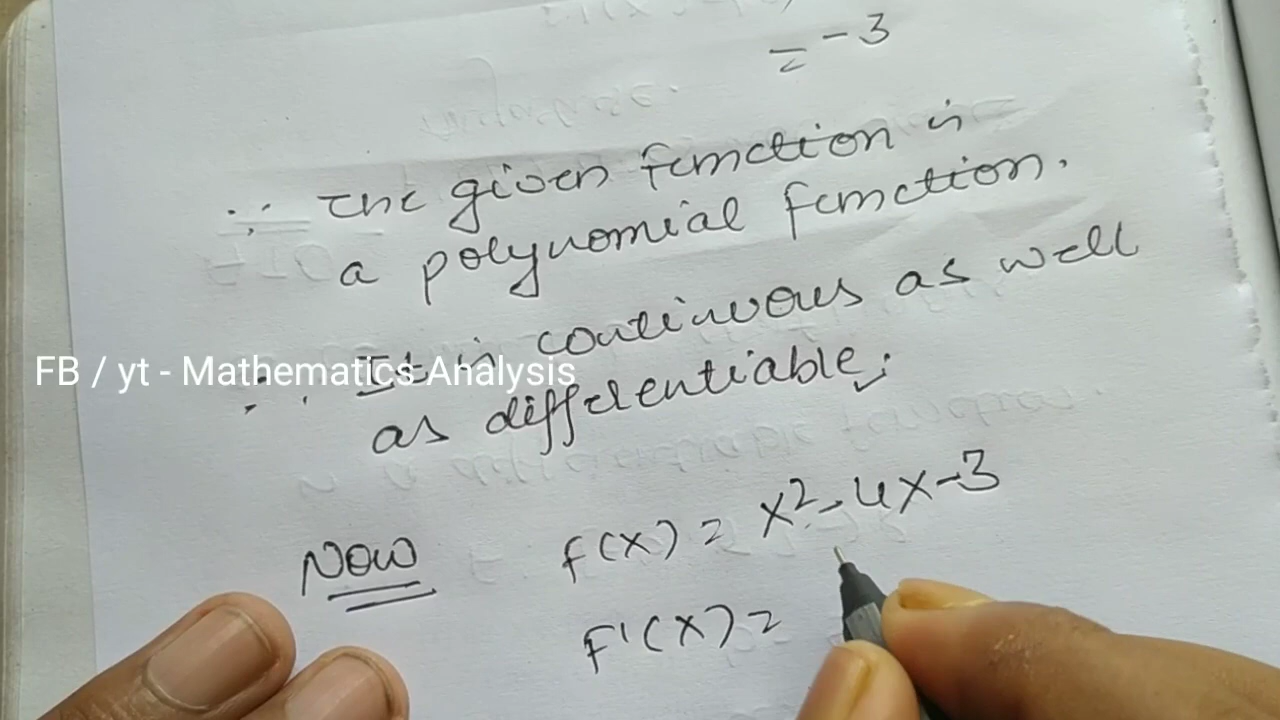 = -3
∵ the given function is
a polynomial function.
∴ It is continuous as well
as differentiable.
FB / yt - Mathematics Analysis
Now f(x) = x² - 4x - 3
f'(x) =